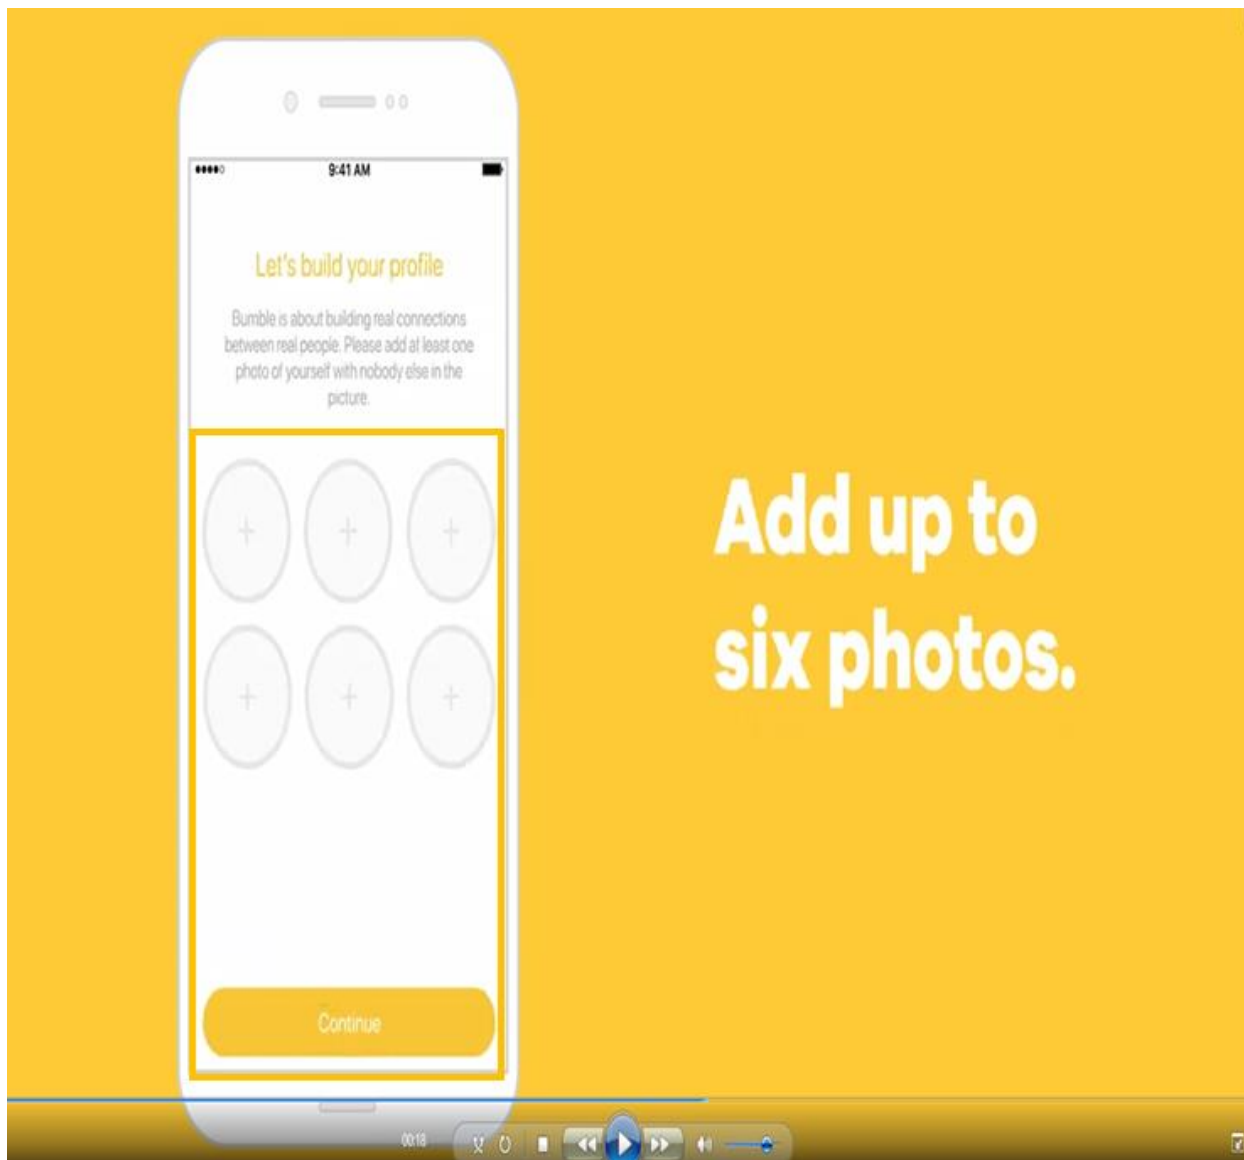 9:41 AM
Let's build your profile
Bumble is about building real connections
between real people. Please add at least one
photo of yourself with nobody else in the
picture.
+ + +
+ + +
Add up to
six photos.
Continue
00:18